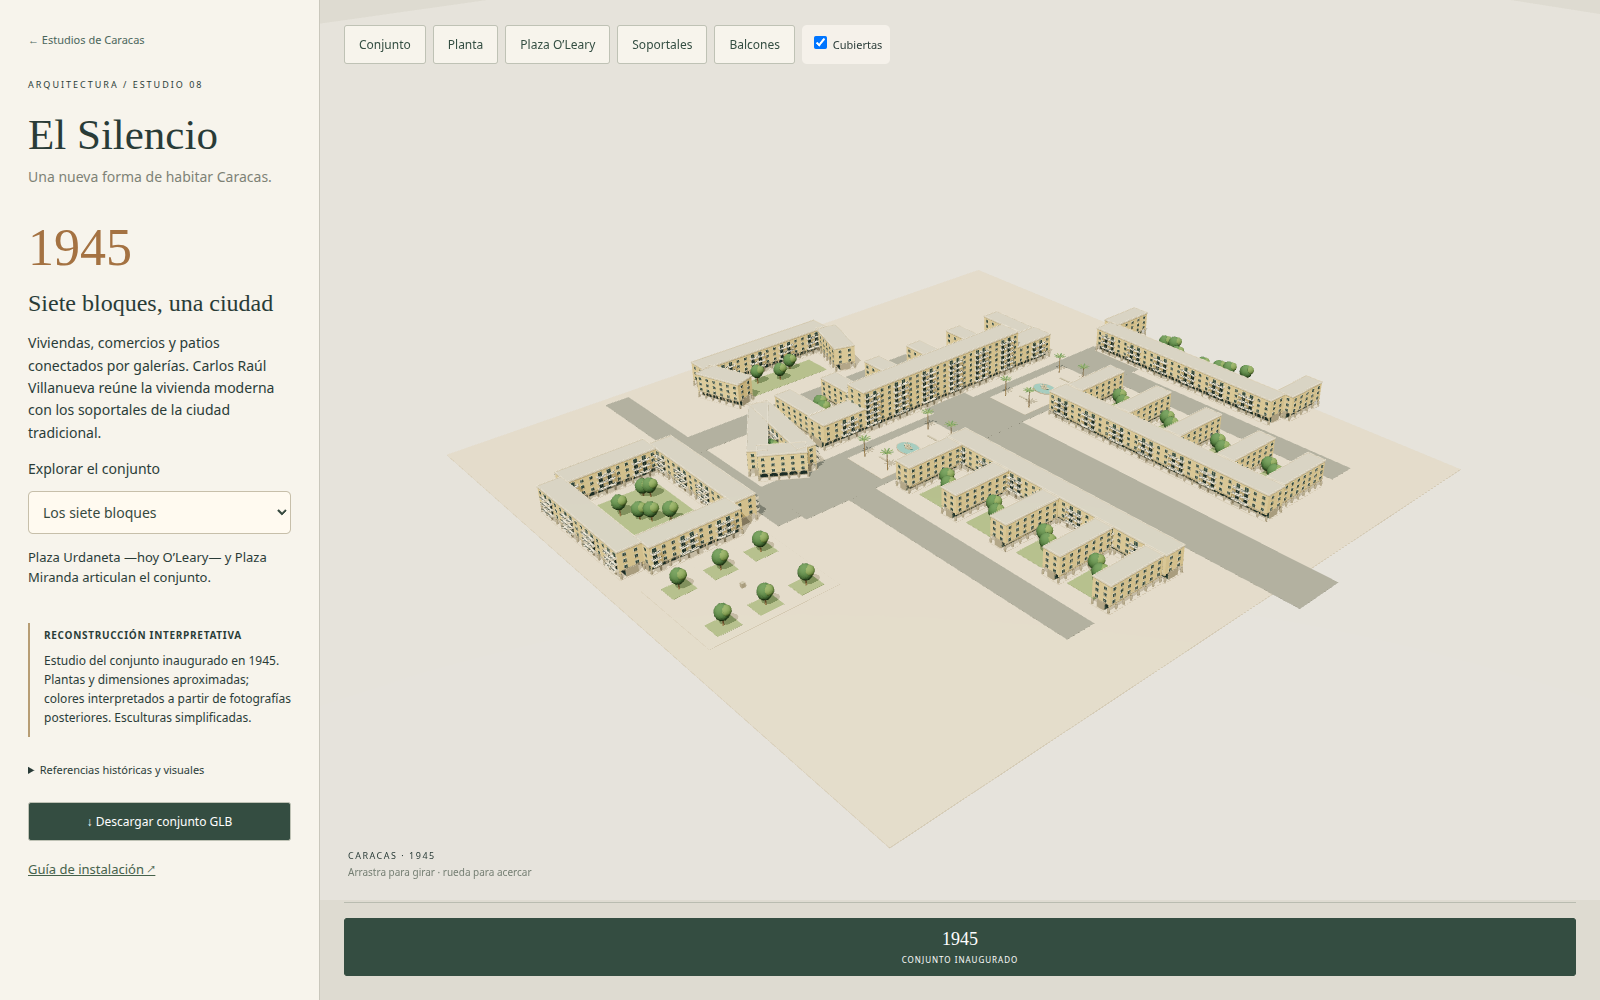 ← Estudios de Caracas
ARQUITECTURA / ESTUDIO 08
El Silencio
Una nueva forma de habitar Caracas.
1945
Siete bloques, una ciudad
Viviendas, comercios y patios
conectados por galerías. Carlos Raúl
Villanueva reúne la vivienda moderna
con los soportales de la ciudad
tradicional.
Explorar el conjunto
Los siete bloques
Plaza Urdaneta —hoy O’Leary— y Plaza
Miranda articulan el conjunto.
RECONSTRUCCIÓN INTERPRETATIVA
Estudio del conjunto inaugurado en 1945.
Plantas y dimensiones aproximadas;
colores interpretados a partir de fotografías
posteriores. Esculturas simplificadas.
▶ Referencias históricas y visuales
↓ Descargar conjunto GLB
Guía de instalación ↗
Conjunto
Planta
Plaza O’Leary
Soportales
Balcones
Cubiertas
CARACAS · 1945
Arrastra para girar · rueda para acercar
1945
CONJUNTO INAUGURADO